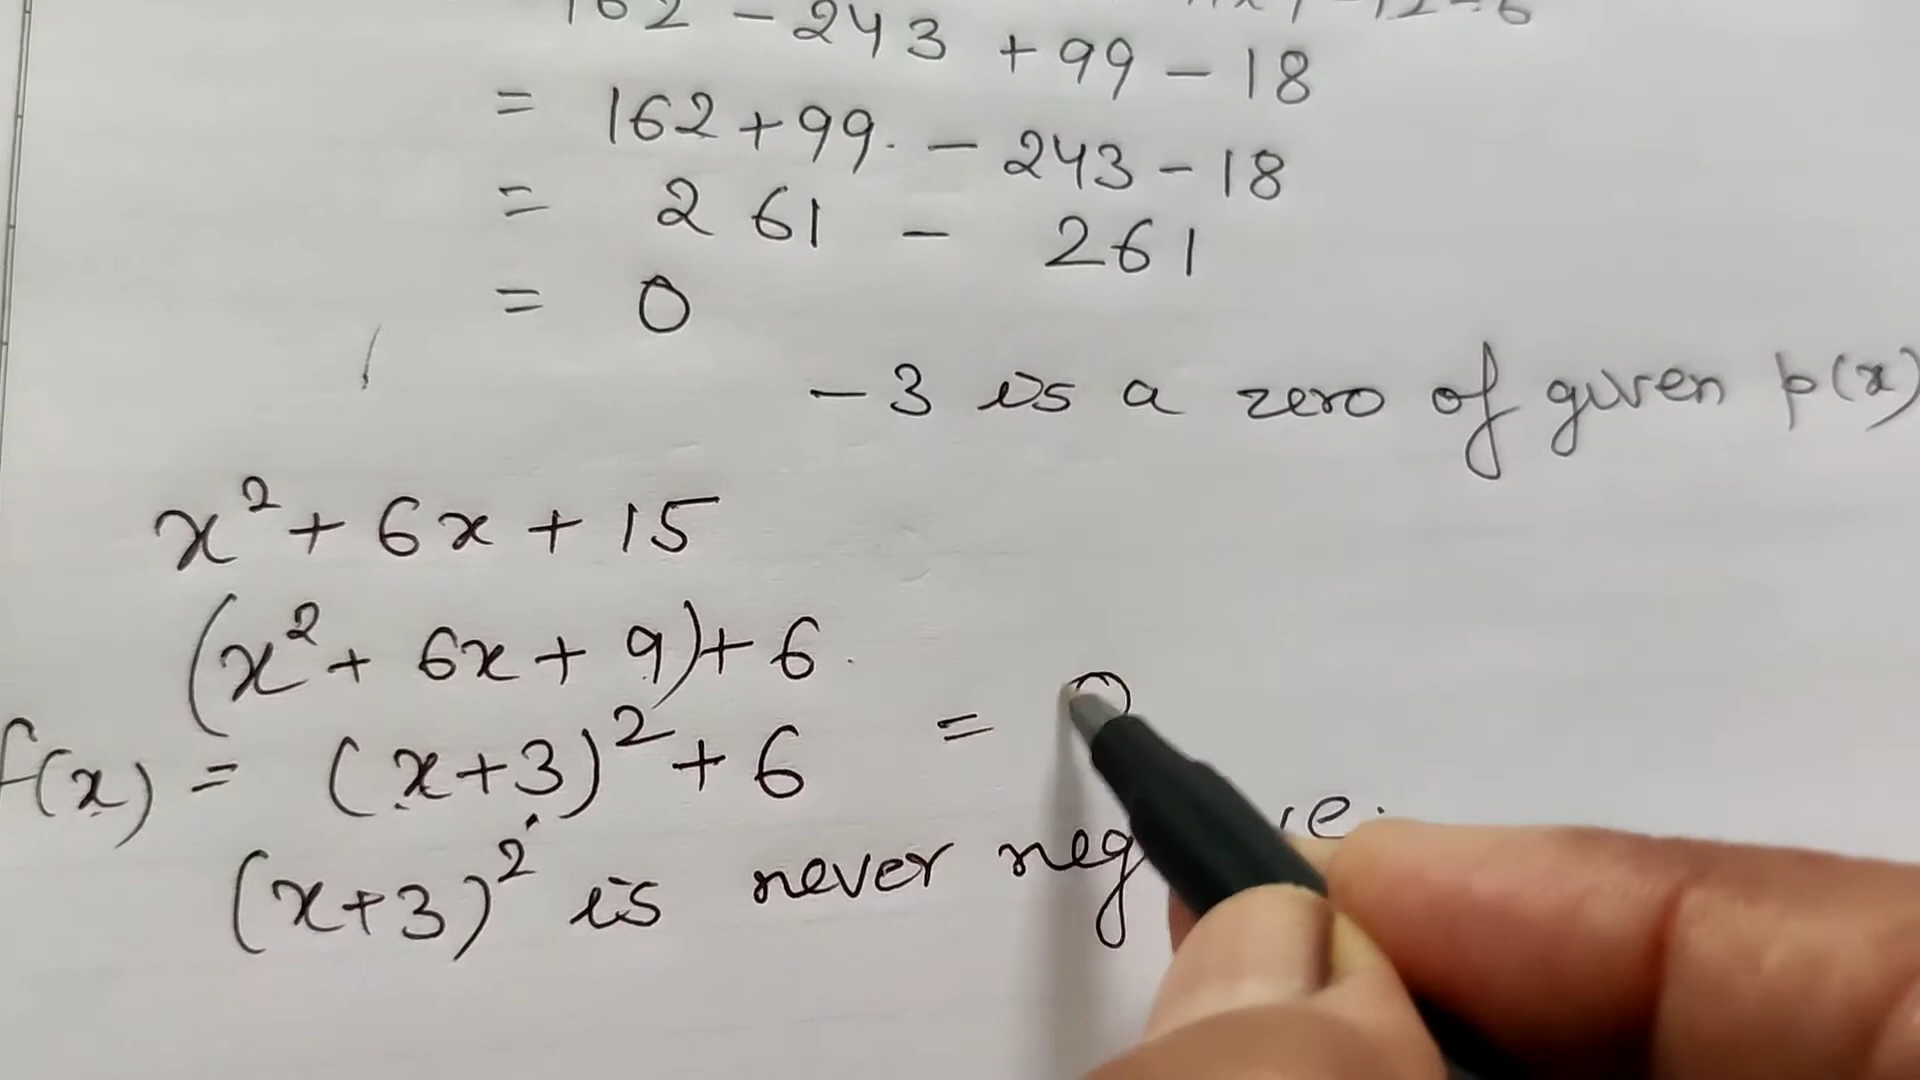 162 - 243 + 99 - 18
= 162 + 99 - 243 - 18
= 261 - 261
= 0
-3 is a zero of given p(x)
x² + 6x + 15
(x² + 6x + 9) + 6
f(x) = (x+3)² + 6 =
(x+3)² is never